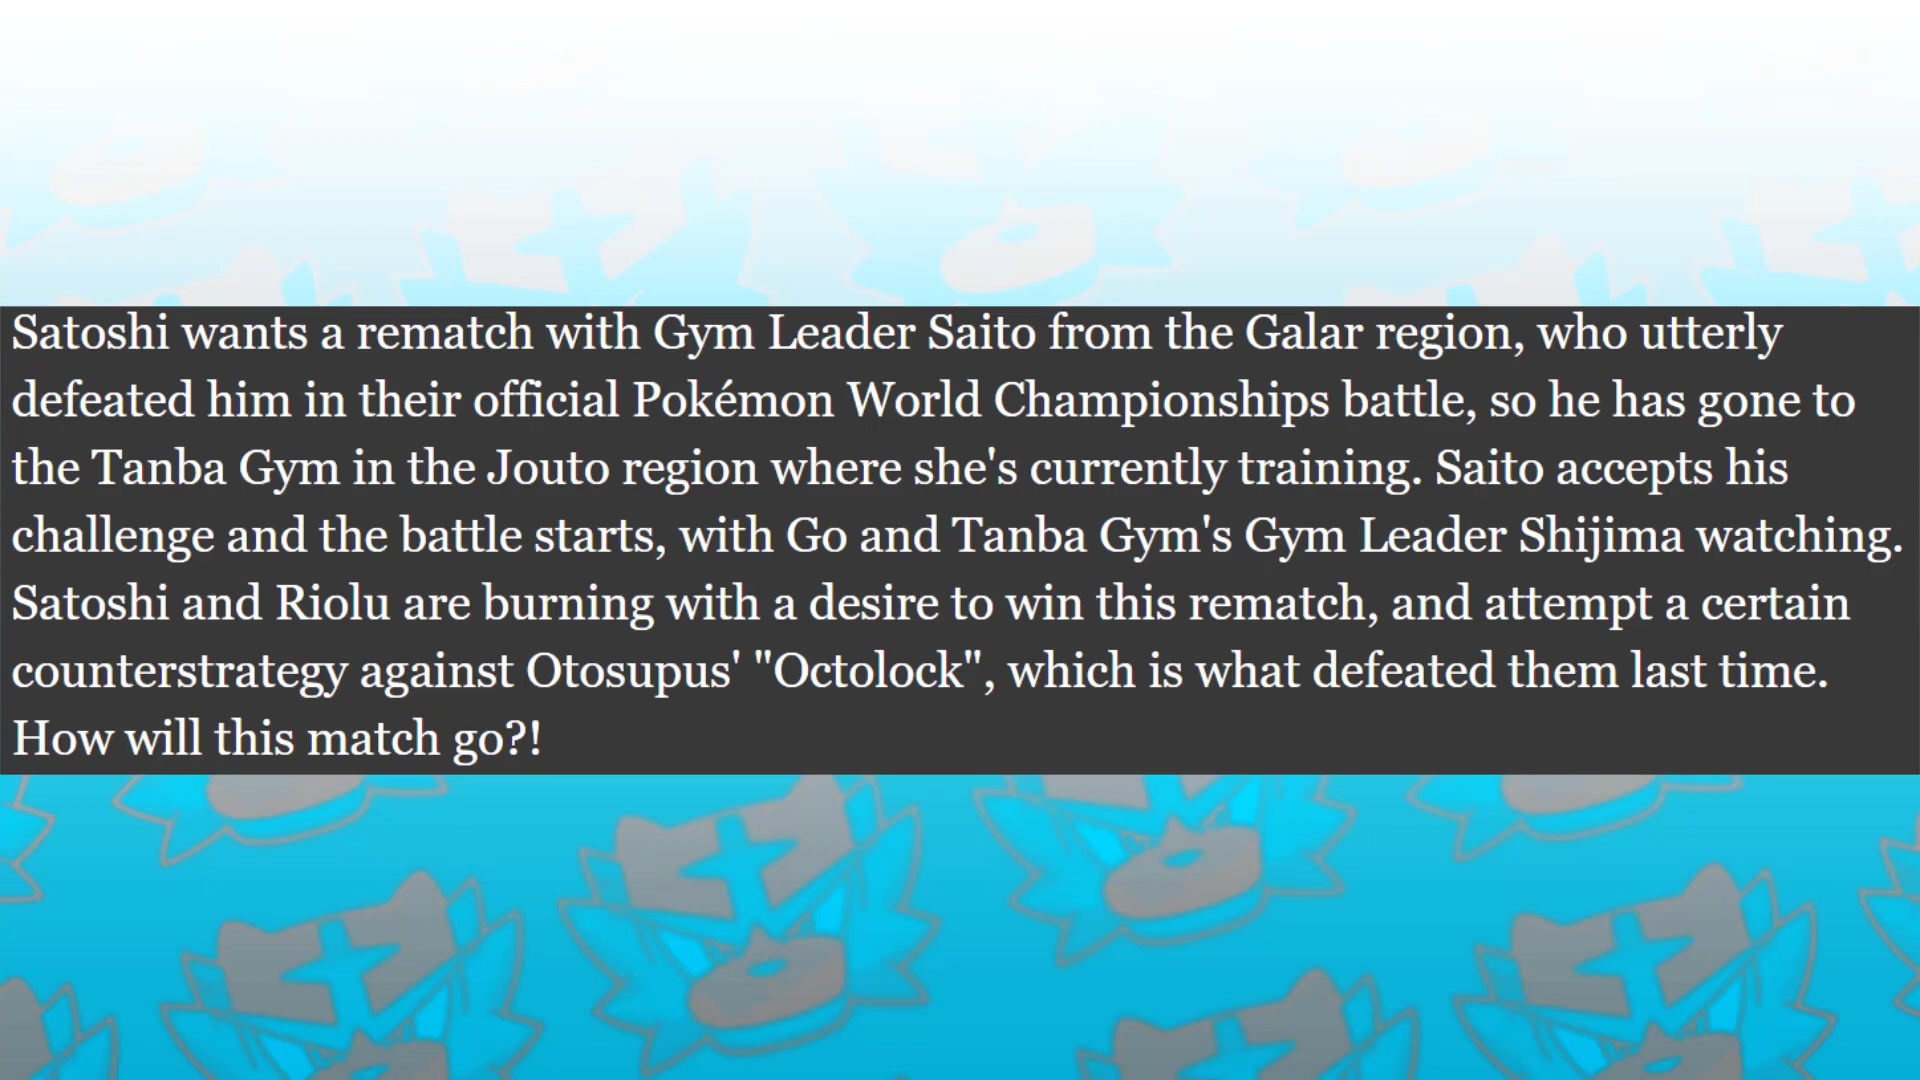 Satoshi wants a rematch with Gym Leader Saito from the Galar region, who utterly
defeated him in their official Pokémon World Championships battle, so he has gone to
the Tanba Gym in the Jouto region where she's currently training. Saito accepts his
challenge and the battle starts, with Go and Tanba Gym's Gym Leader Shijima watching.
Satoshi and Riolu are burning with a desire to win this rematch, and attempt a certain
counterstrategy against Otosupus' "Octolock", which is what defeated them last time.
How will this match go?!